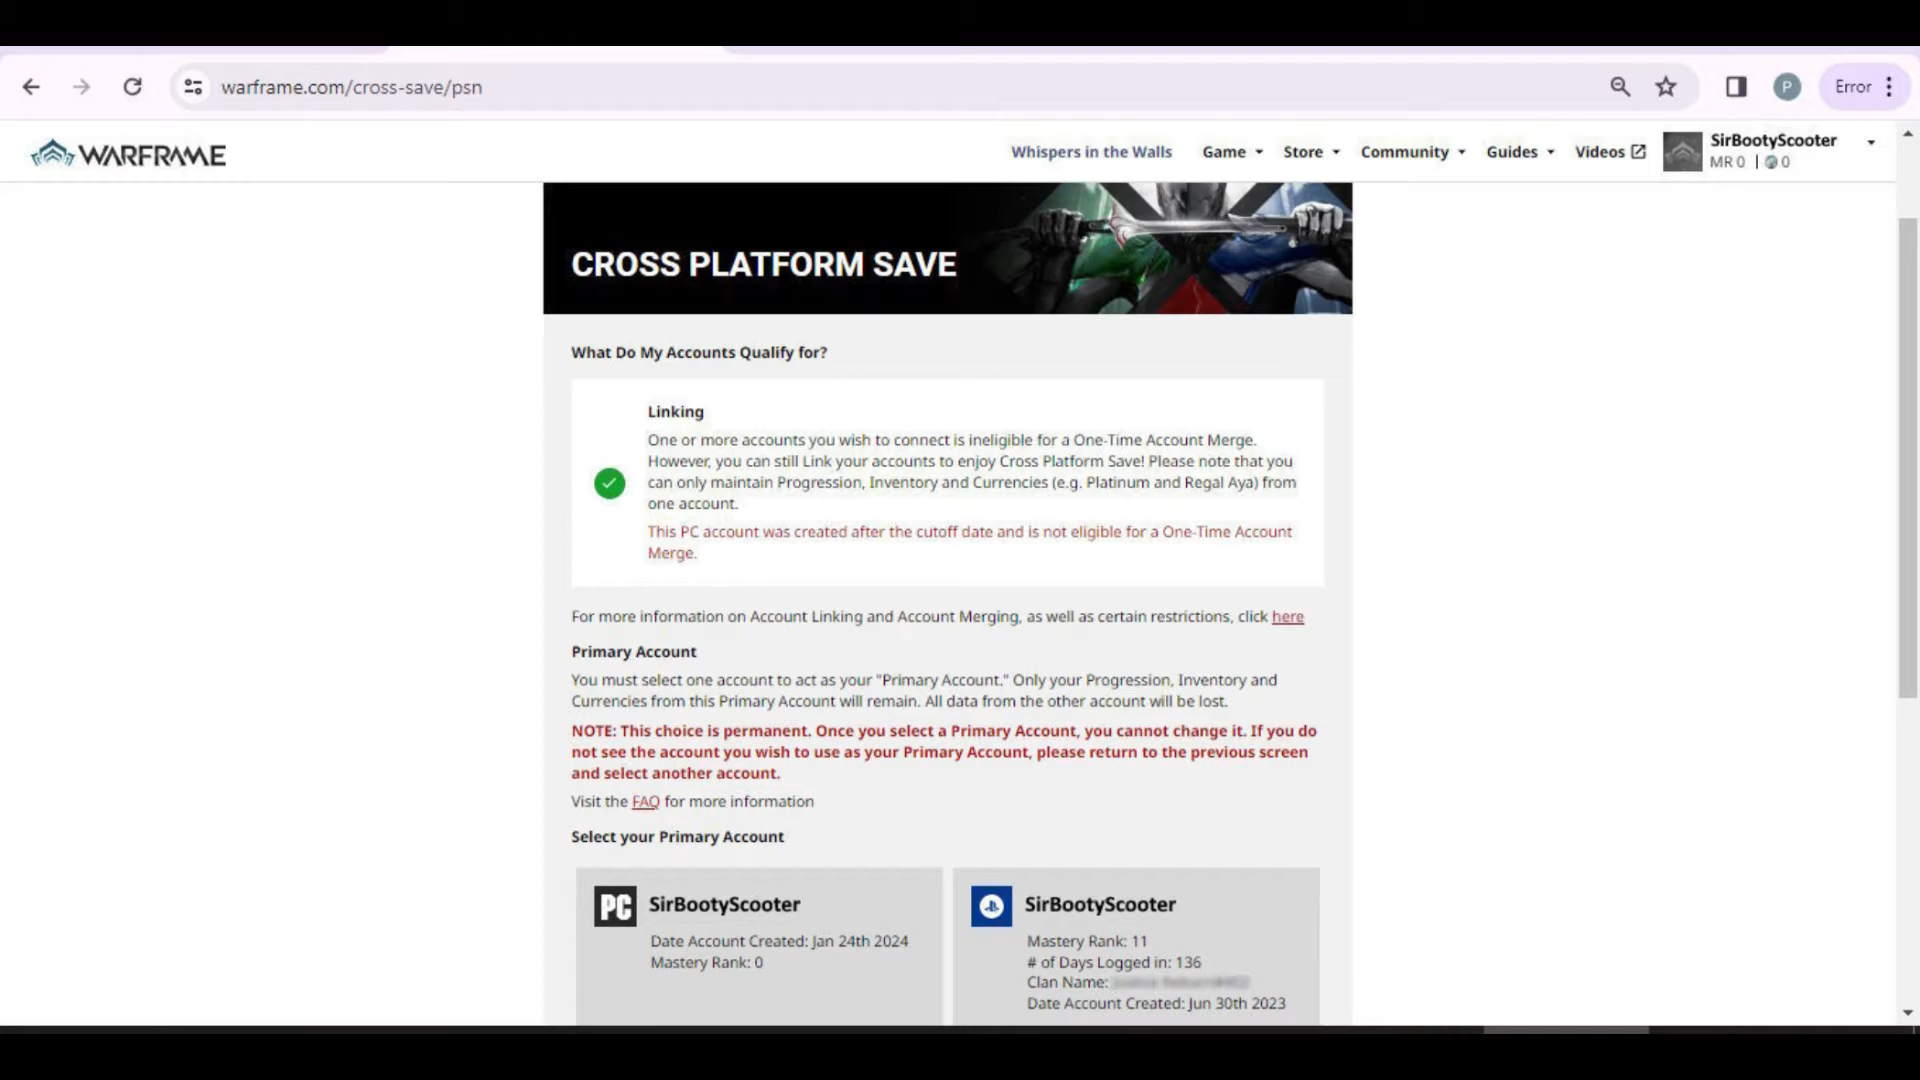 warframe.com/cross-save/psn
P
Error
WARFRAME
Whispers in the Walls
Game
Store
Community
Guides
Videos
SirBootyScooter
MR 0 | 0
CROSS PLATFORM SAVE
What Do My Accounts Qualify for?
Linking
One or more accounts you wish to connect is ineligible for a One-Time Account Merge.
However, you can still Link your accounts to enjoy Cross Platform Save! Please note that you
can only maintain Progression, Inventory and Currencies (e.g. Platinum and Regal Aya) from
one account.
This PC account was created after the cutoff date and is not eligible for a One-Time Account
Merge.
For more information on Account Linking and Account Merging, as well as certain restrictions, click here
Primary Account
You must select one account to act as your "Primary Account." Only your Progression, Inventory and
Currencies from this Primary Account will remain. All data from the other account will be lost.
NOTE: This choice is permanent. Once you select a Primary Account, you cannot change it. If you do
not see the account you wish to use as your Primary Account, please return to the previous screen
and select another account.
Visit the FAQ for more information
Select your Primary Account
PC
SirBootyScooter
Date Account Created: Jan 24th 2024
Mastery Rank: 0
SirBootyScooter
Mastery Rank: 11
# of Days Logged in: 136
Clan Name:
Date Account Created: Jun 30th 2023